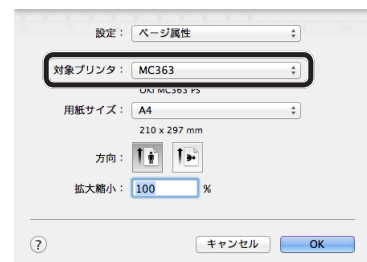 設定： ページ属性
対象プリンタ： MC363
OKI MC363 PS
用紙サイズ： A4
210 x 297 mm
方向：
拡大縮小： 100 %
? キャンセル OK